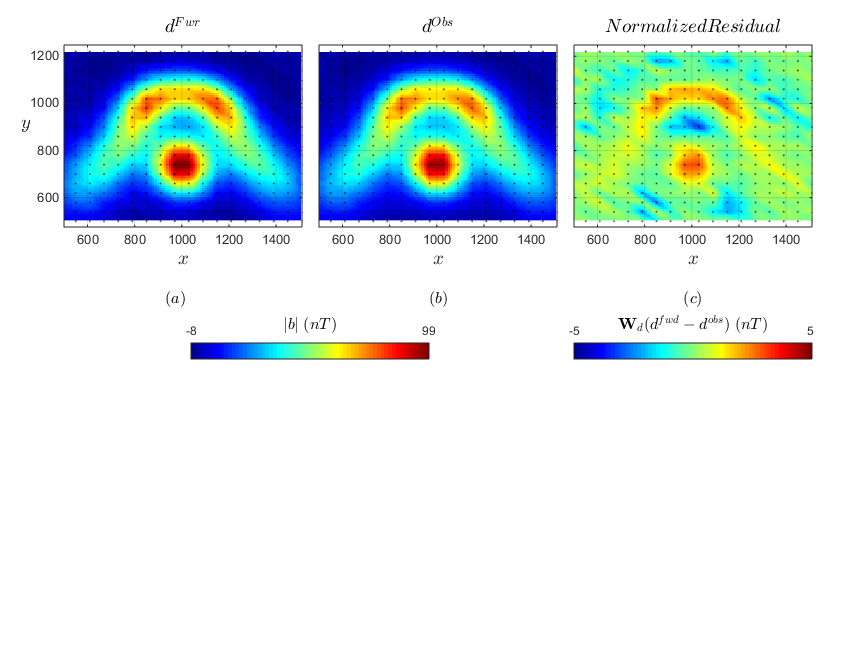 d^Fwr
d^Obs
NormalizedResidual
1200
1000
800
600
y
600 800 1000 1200 1400
600 800 1000 1200 1400
600 800 1000 1200 1400
x
x
x
(a)
(b)
(c)
-8 |b| (nT) 99
-5 W_d(d^fwd − d^obs) (nT) 5